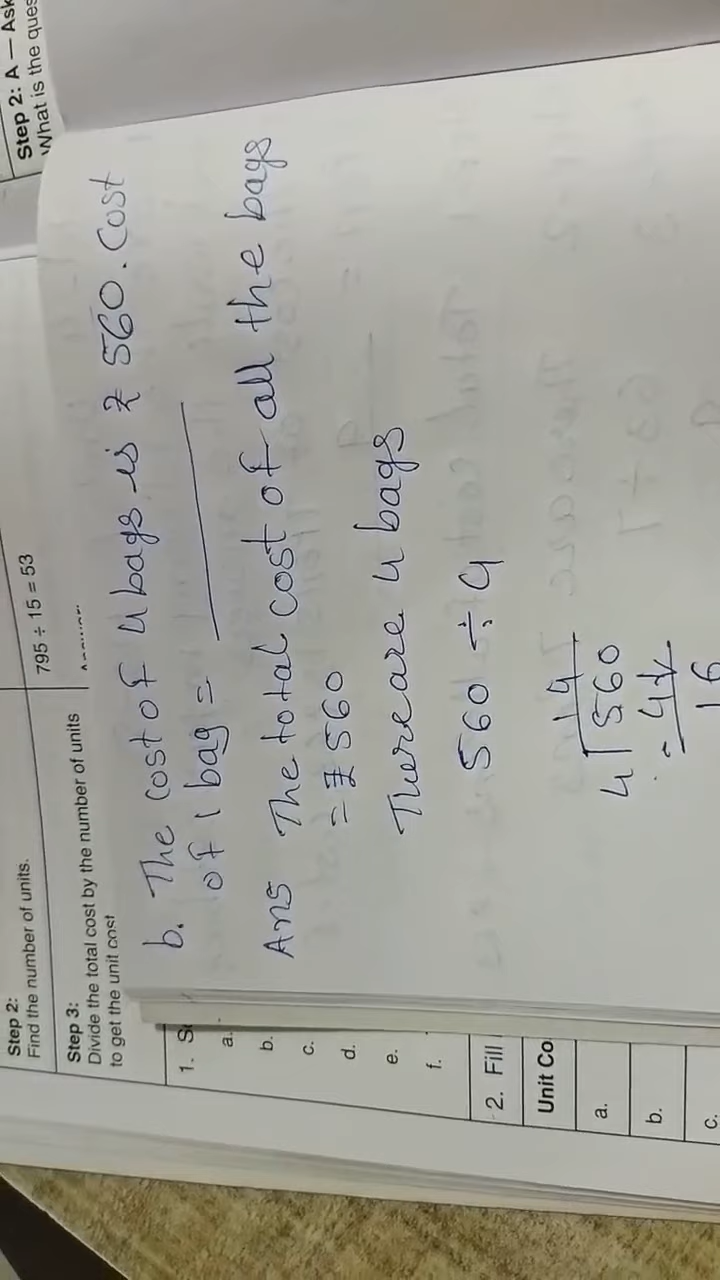 Step 2: A — Ask
What is the ques
Step 2:
Find the number of units.
795 ÷ 15 = 53
Step 3:
Divide the total cost by the number of units
to get the unit cost
b. The cost of 4 bags is ₹ 560. Cost
of 1 bag = ________
Ans The total cost of all the bags
= ₹ 560
There are 4 bags
560 ÷ 4
14
4 560
- 4↓
16
1. S
a.
b.
c.
d.
e.
f.
2. Fill
Unit Co
a.
b.
c.